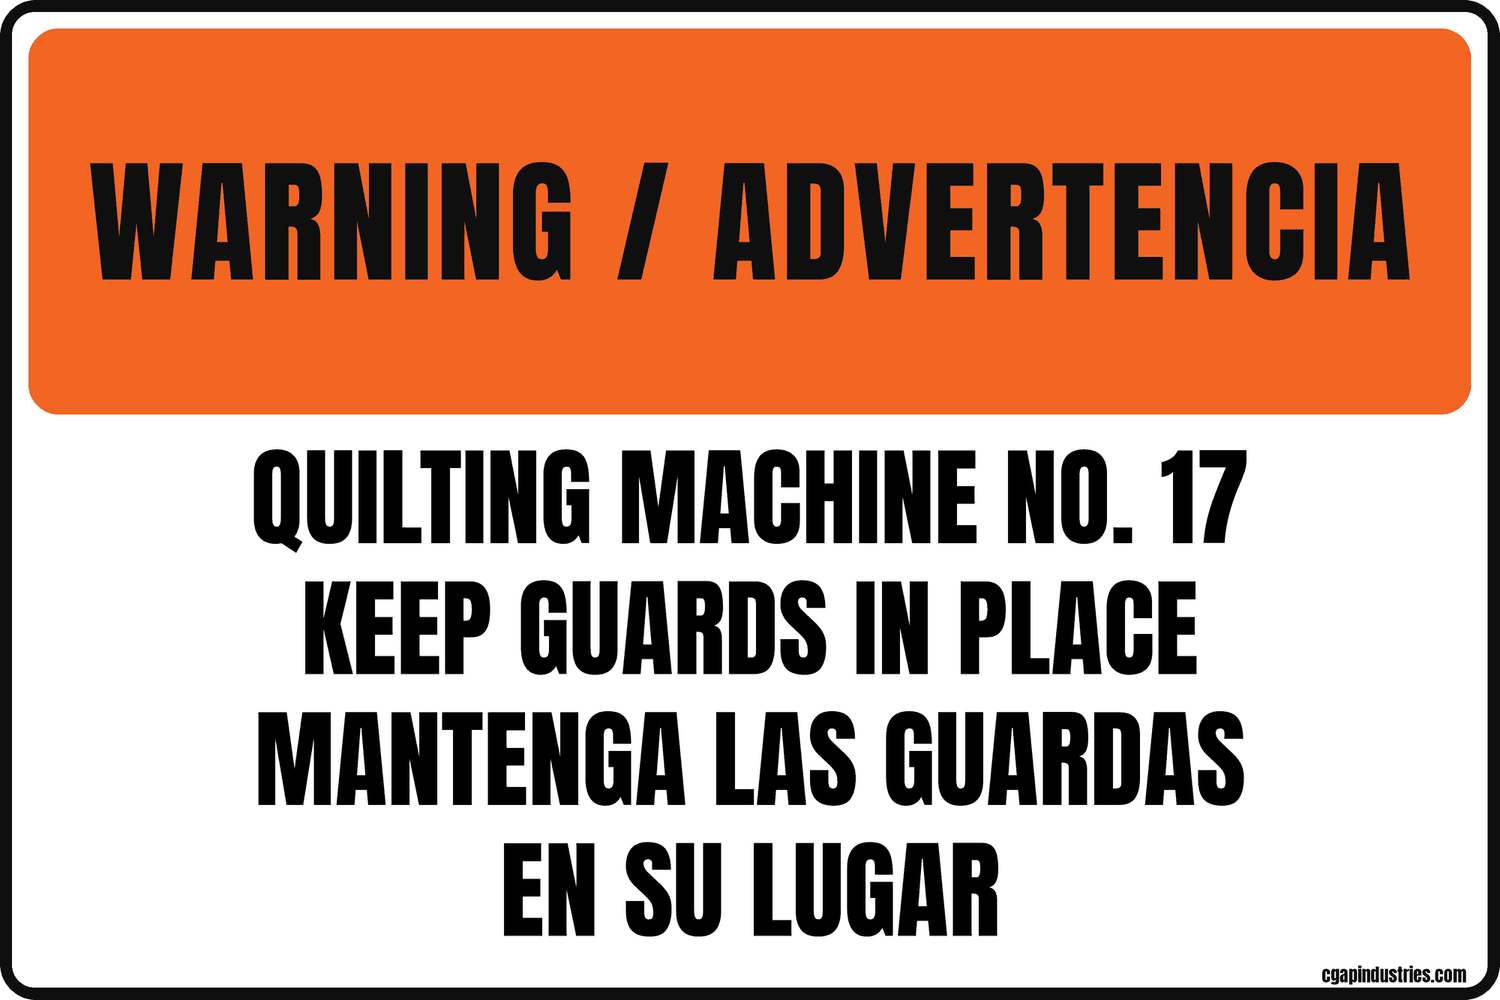 WARNING / ADVERTENCIA
QUILTING MACHINE NO. 17
KEEP GUARDS IN PLACE
MANTENGA LAS GUARDAS
EN SU LUGAR
cgapindustries.com